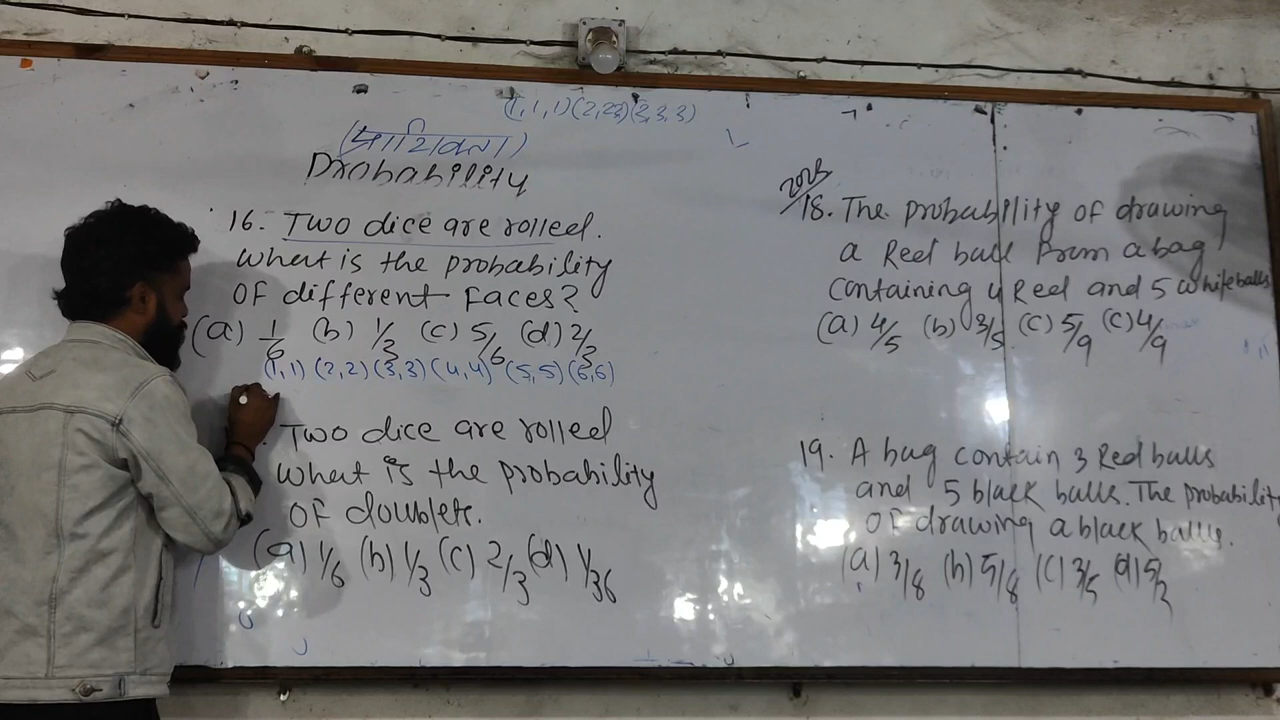 (1,1,1)(2,2,2)(3,3,3)
(प्रायिकता)
Probability
16. Two dice are rolled.
What is the probability
OF different Faces?
(a) 1/6 (b) 1/3 (c) 5/6 (d) 2/3
(1,1) (2,2) (3,3) (4,4) (5,5) (6,6)
Two dice are rolled
What is the probability
OF doublets.
(a) 1/6 (b) 1/3 (c) 2/3 (d) 1/36
18. The probability of drawing
a Red ball From a bag
containing 4 Red and 5 white balls
(a) 4/5 (b) 3/5 (c) 5/9 (c) 4/9
19. A bag contain 3 Red balls
and 5 black balls. The probability
OF drawing a black balls.
(a) 3/8 (b) 5/8 (c) 3/5 (d)